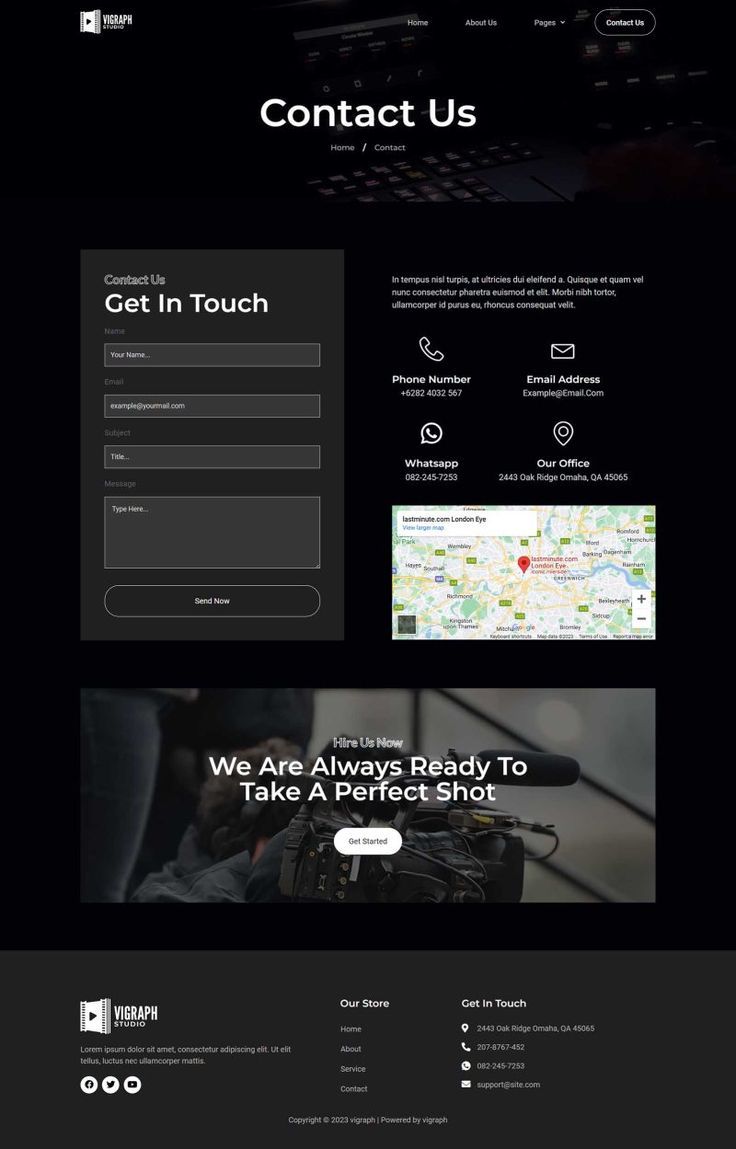 VIGRAPH
STUDIO
Home
About Us
Pages
Contact Us
Contact Us
Home / Contact
Contact Us
Get In Touch
Name
Your Name...
Email
example@yourmail.com
Subject
Title...
Message
Type Here...
Send Now
In tempus nisl turpis, at ultricies dui eleifend a. Quisque et quam vel
nunc consectetur pharetra euismod et elit. Morbi nibh tortor,
ullamcorper id purus eu, rhoncus consequat velit.
Phone Number
+6282 4032 567
Email Address
Example@Email.Com
Whatsapp
082-245-7253
Our Office
2443 Oak Ridge Omaha, QA 45065
lastminute.com London Eye
View larger map
Wembley
Ilford
Romford
Hornchurch
Barking
Dagenham
Hayes
Southall
lastminute.com
London Eye
GREENWICH
Richmond
Bexleyheath
Sidcup
Kingston
upon Thames
Mitcham
Bromley
Google
Keyboard shortcuts
Map data ©2023
Terms of Use
Report a map error
Hire Us Now
We Are Always Ready To
Take A Perfect Shot
Get Started
VIGRAPH
STUDIO
Lorem ipsum dolor sit amet, consectetur adipiscing elit. Ut elit
tellus, luctus nec ullamcorper mattis.
Our Store
Home
About
Service
Contact
Get In Touch
2443 Oak Ridge Omaha, QA 45065
207-8767-452
082-245-7253
support@site.com
Copyright © 2023 vigraph | Powered by vigraph